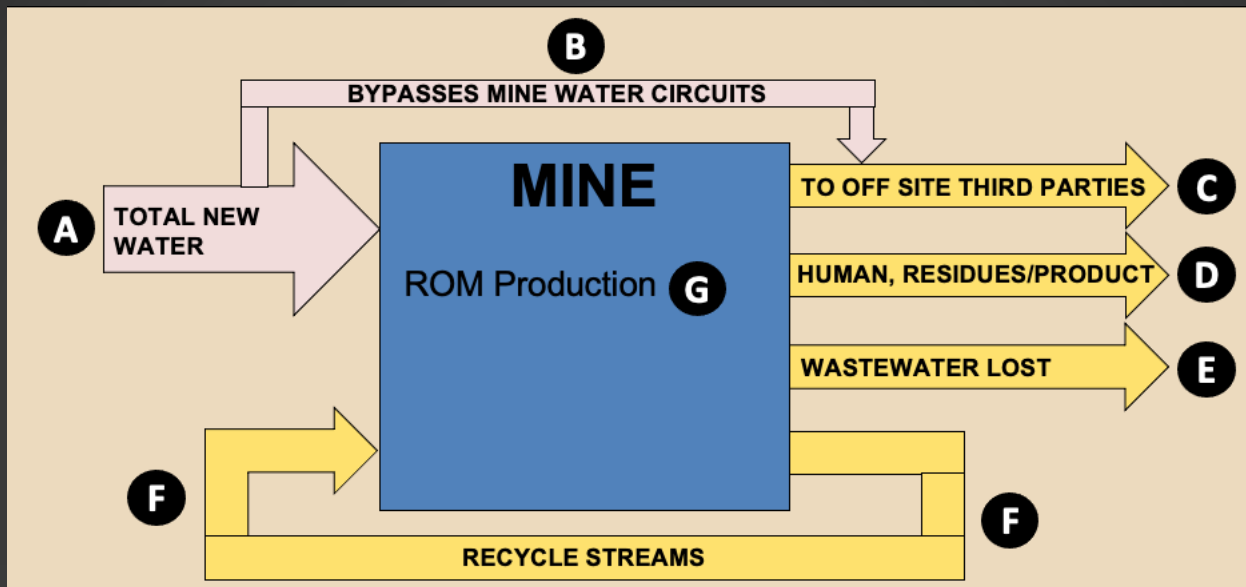 B
BYPASSES MINE WATER CIRCUITS
MINE
A
TOTAL NEW
WATER
TO OFF SITE THIRD PARTIES
C
ROM Production G
HUMAN, RESIDUES/PRODUCT
D
WASTEWATER LOST
E
F
F
RECYCLE STREAMS